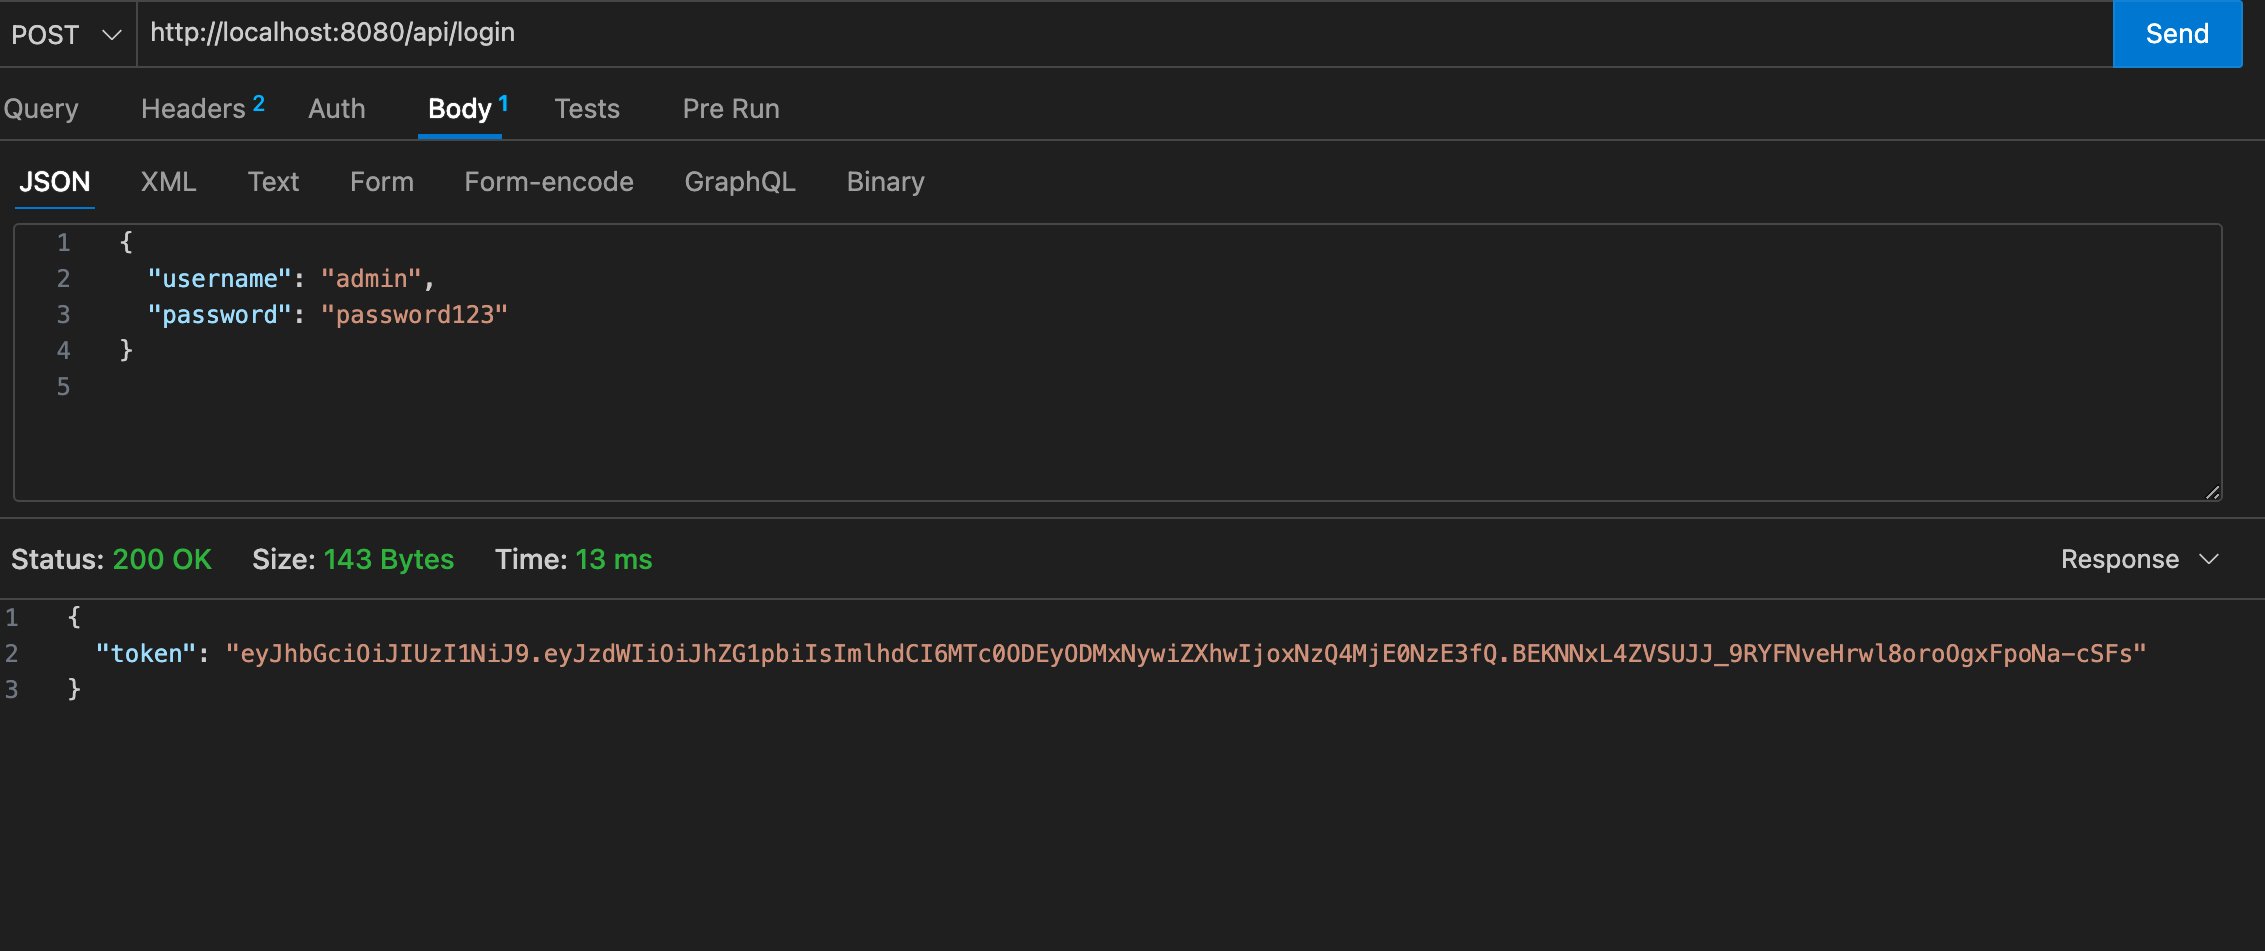 POST http://localhost:8080/api/login Send
Query Headers 2 Auth Body 1 Tests Pre Run
JSON XML Text Form Form-encode GraphQL Binary
1 {
2 "username": "admin",
3 "password": "password123"
4 }
5
Status: 200 OK Size: 143 Bytes Time: 13 ms Response
1 {
2 "token": "eyJhbGciOiJIUzI1NiJ9.eyJzdWIiOiJhZG1pbiIsImlhdCI6MTc0ODEyODMxNywiZXhwIjoxNzQ4MjE0NzE3fQ.BEKNNxL4ZVSUJJ_9RYFNveHrwl8oroOgxFpoNa-cSFs"
3 }